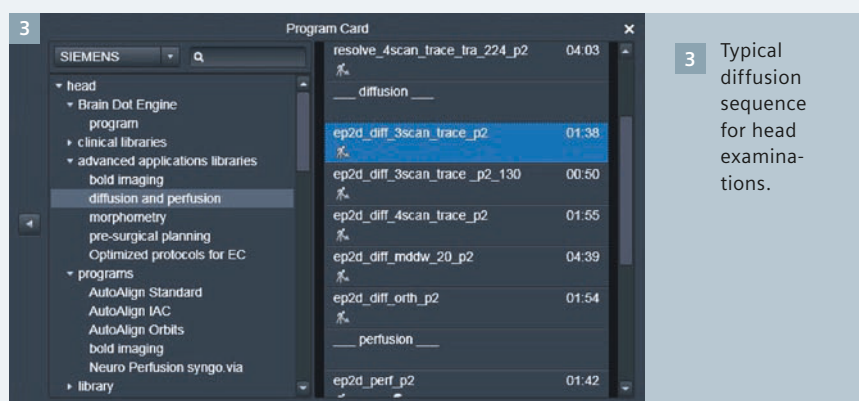 3
Program Card
SIEMENS
head
Brain Dot Engine
program
clinical libraries
advanced applications libraries
bold imaging
diffusion and perfusion
morphometry
pre-surgical planning
Optimized protocols for EC
programs
AutoAlign Standard
AutoAlign IAC
AutoAlign Orbits
bold imaging
Neuro Perfusion syngo.via
library
resolve_4scan_trace_tra_224_p2 04:03
___ diffusion ___
ep2d_diff_3scan_trace_p2 01:38
ep2d_diff_3scan_trace _p2_130 00:50
ep2d_diff_4scan_trace_p2 01:55
ep2d_diff_mddw_20_p2 04:39
ep2d_diff_orth_p2 01:54
___ perfusion ___
ep2d_perf_p2 01:42
3 Typical
diffusion
sequence
for head
examina-
tions.